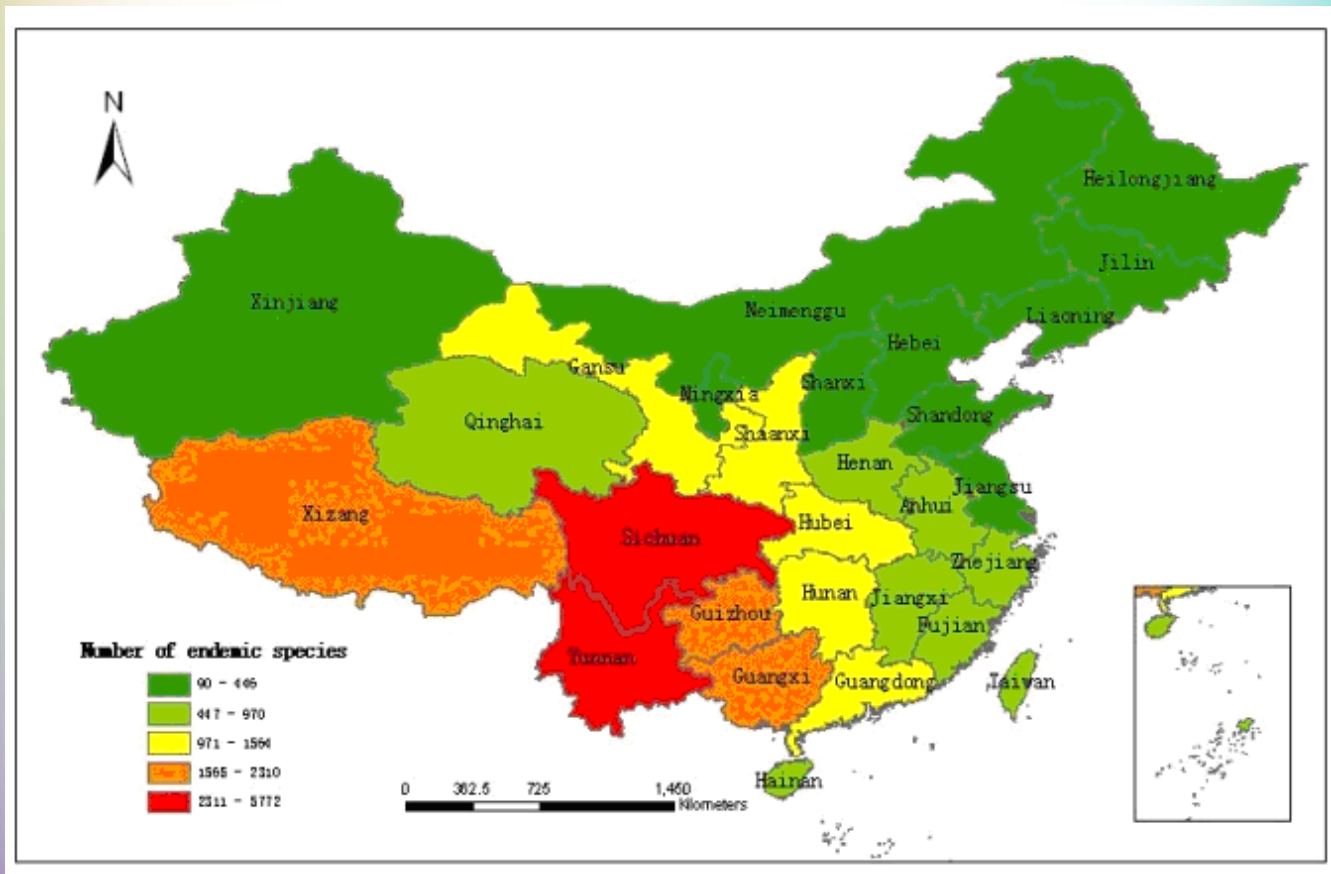 N
Heilongjiang
Jilin
Xinjiang
Neimenggu
Liaoning
Hebei
Gansu
Shanxi
Ningxia
Shandong
Qinghai
Shaanxi
Henan
Jiangsu
Anhui
Xizang
Hubei
Sichuan
Zhejiang
Hunan
Jiangxi
Guizhou
Fujian
Number of endemic species
Yunnan
Guangxi
Guangdong
Taiwan
90 - 446
447 - 970
971 - 1564
1565 - 2310
2311 - 5772
Hainan
0 362.5 725 1,450
Kilometers